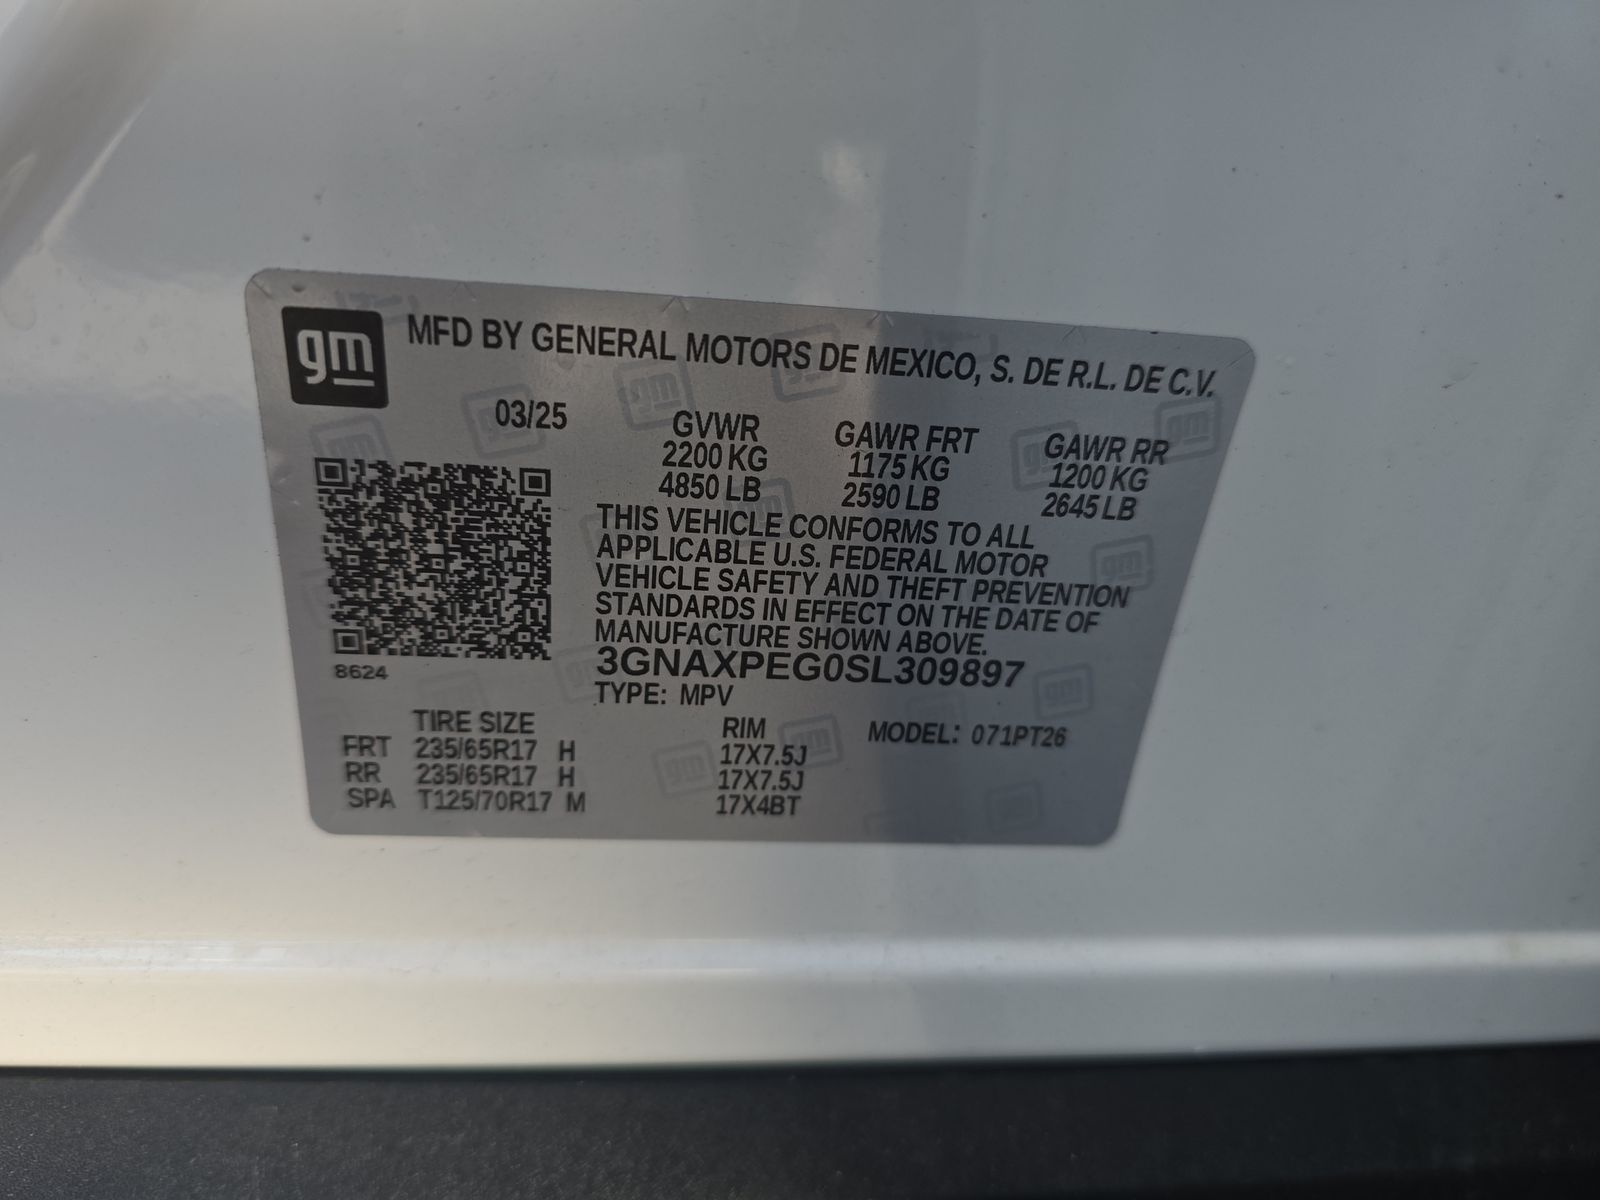 gm
MFD BY GENERAL MOTORS DE MEXICO, S. DE R.L. DE C.V.
03/25
GVWR GAWR FRT GAWR RR
2200 KG 1175 KG 1200 KG
4850 LB 2590 LB 2645 LB
THIS VEHICLE CONFORMS TO ALL
APPLICABLE U.S. FEDERAL MOTOR
VEHICLE SAFETY AND THEFT PREVENTION
STANDARDS IN EFFECT ON THE DATE OF
MANUFACTURE SHOWN ABOVE.
3GNAXPEG0SL309897
8624
TYPE: MPV
TIRE SIZE RIM MODEL: 071PT26
FRT 235/65R17 H 17X7.5J
RR 235/65R17 H 17X7.5J
SPA T125/70R17 M 17X4BT